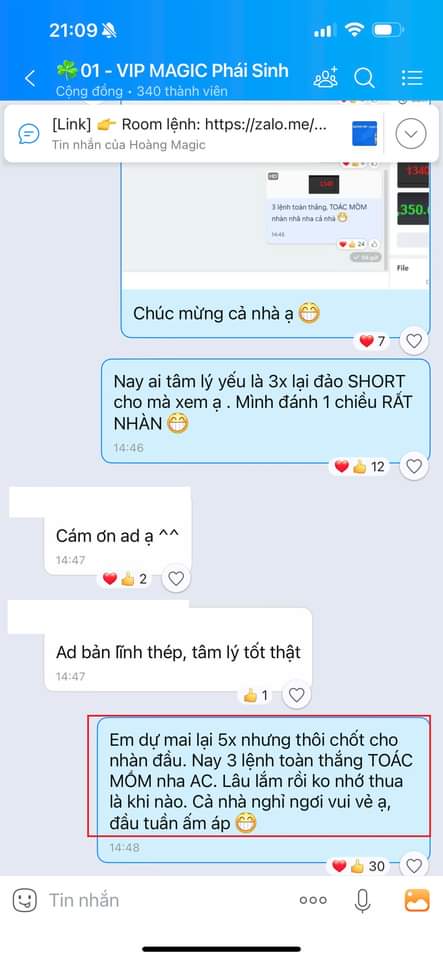 21:09
01 - VIP MAGIC Phái Sinh
Cộng đồng • 340 thành viên
[Link] 👉 Room lệnh: https://zalo.me/...
Tin nhắn của Hoàng Magic
1340
HD
1340
3 lệnh toàn thắng, TOÁC MỒM
nhàn nhã nha cả nhà 😁
14:45
24
350.6
Đã gửi
File
Chúc mừng cả nhà ạ 😁
7
Nay ai tâm lý yếu là 3x lại đảo SHORT
cho mà xem ạ . Mình đánh 1 chiều RẤT
NHÀN 😁
14:46
12
Cám ơn ad ạ ^^
14:47
2
Ad bản lĩnh thép, tâm lý tốt thật
14:47
1
Em dự mai lại 5x nhưng thôi chốt cho
nhàn đầu. Nay 3 lệnh toàn thắng TOÁC
MỒM nha AC. Lâu lắm rồi ko nhớ thua
là khi nào. Cả nhà nghỉ ngơi vui vẻ ạ,
đầu tuần ấm áp 😁
14:48
30
Tin nhắn